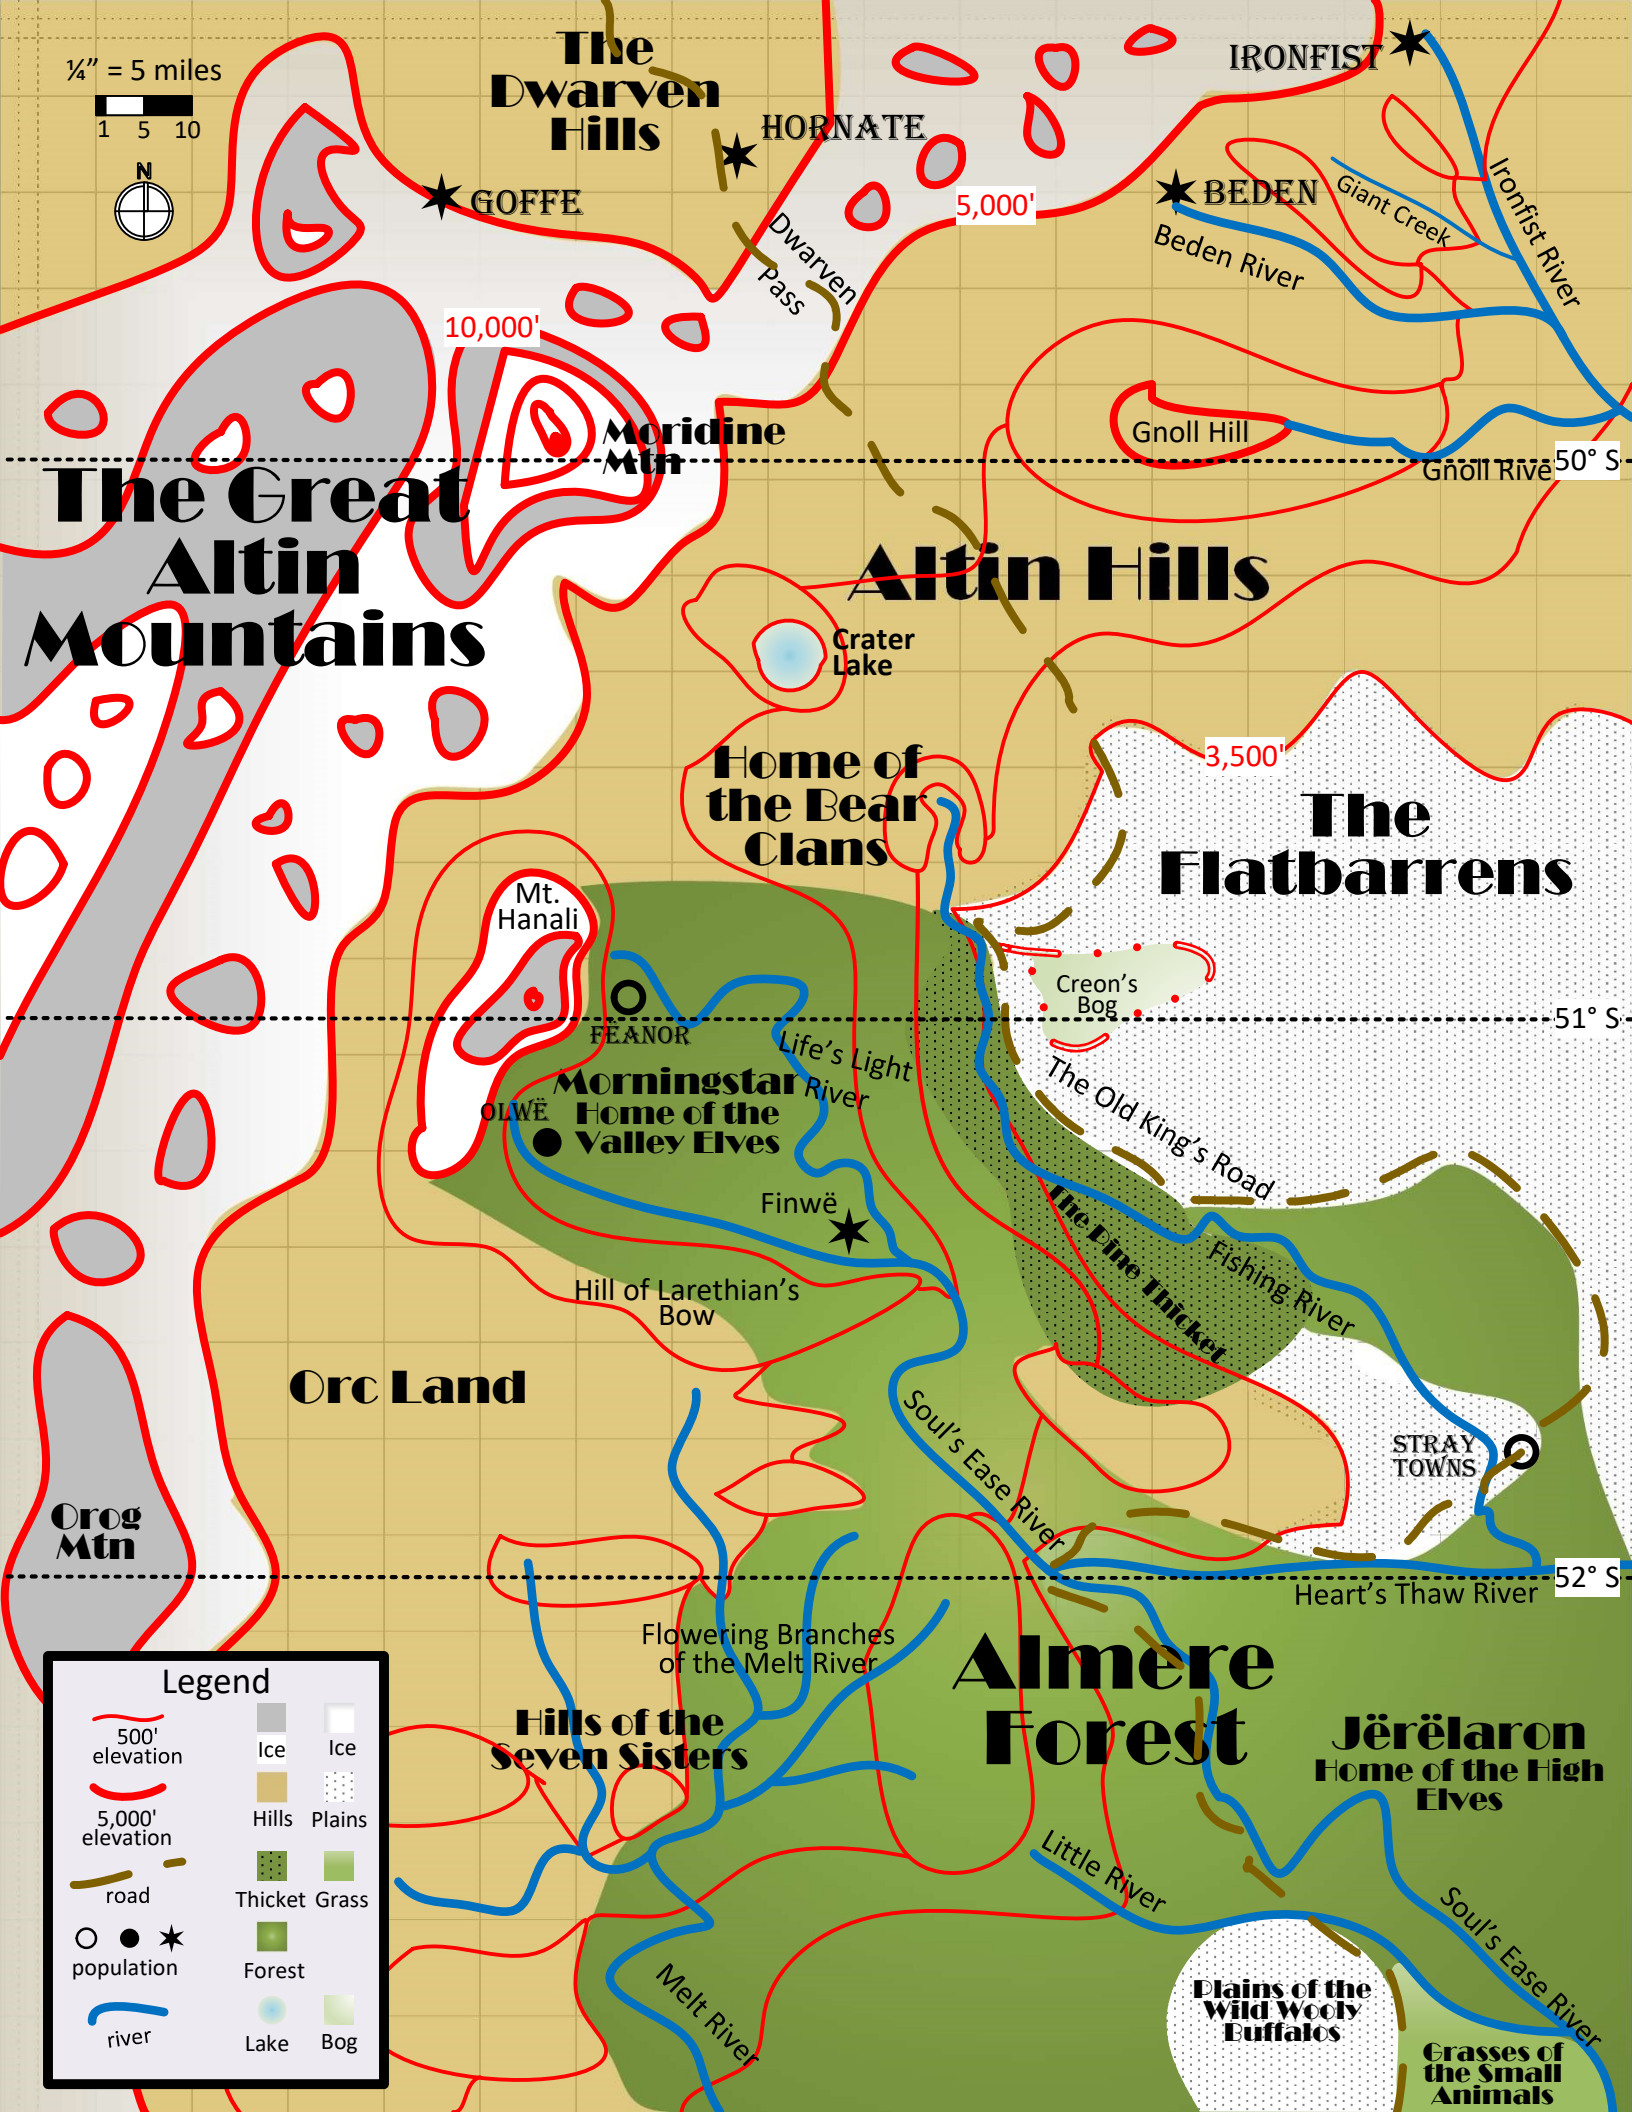 ¼” = 5 miles
1 5 10
N
The
Dwarven
Hills
HORNATE
GOFFE
Dwarven
Pass
5,000'
IRONFIST
BEDEN
Beden River
Giant Creek
Ironfist River
10,000'
Moridine
Mtn
Gnoll Hill
Gnoll Rive
50° S
The Great
Altin
Mountains
Altin Hills
Crater
Lake
3,500'
Home of
the Bear
Clans
The
Flatbarrens
Mt.
Hanali
Creon’s
Bog
51° S
FËANOR
Life’s Light
River
Morningstar
Home of the
Valley Elves
OLWË
The Old King’s Road
Finwë
The Pine Thicket
Fishing River
Hill of Larethian’s
Bow
Orc Land
Soul’s Ease River
STRAY
TOWNS
Orog
Mtn
52° S
Heart’s Thaw River
Flowering Branches
of the Melt River
Almere
Forest
Hills of the
Seven Sisters
Jërëlaron
Home of the High
Elves
Little River
Soul’s Ease River
Melt River
Plains of the
Wild Wooly
Buffalos
Grasses of
the Small
Animals
Legend
500'
elevation
Ice
Ice
5,000'
elevation
Hills
Plains
road
Thicket
Grass
population
Forest
river
Lake
Bog